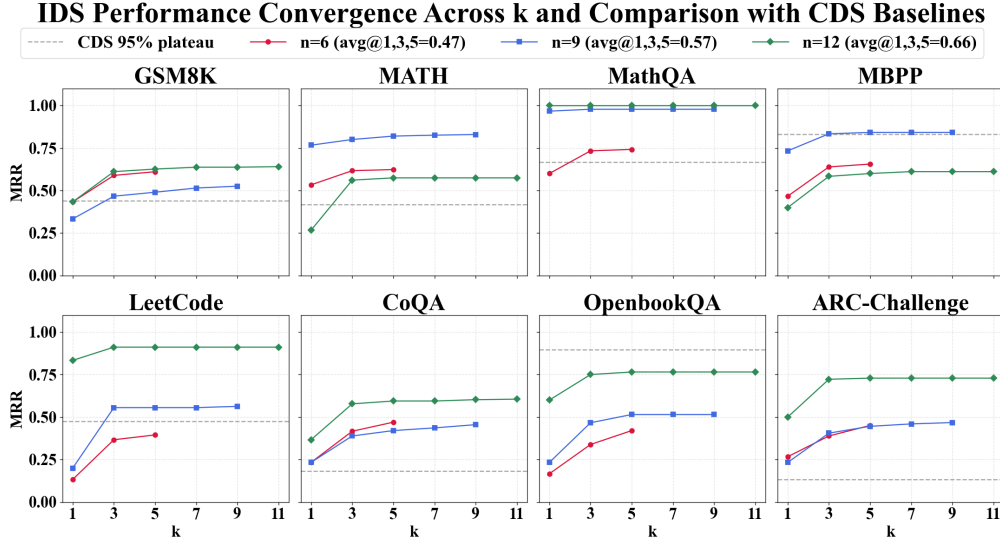 IDS Performance Convergence Across k and Comparison with CDS Baselines
CDS 95% plateau n=6 (avg@1,3,5=0.47) n=9 (avg@1,3,5=0.57) n=12 (avg@1,3,5=0.66)
GSM8K MATH MathQA MBPP
1.00
0.75
0.50
0.25
0.00
MRR
LeetCode CoQA OpenbookQA ARC-Challenge
1.00
0.75
0.50
0.25
0.00
MRR
1 3 5 7 9 11 1 3 5 7 9 11 1 3 5 7 9 11 1 3 5 7 9 11
k k k k